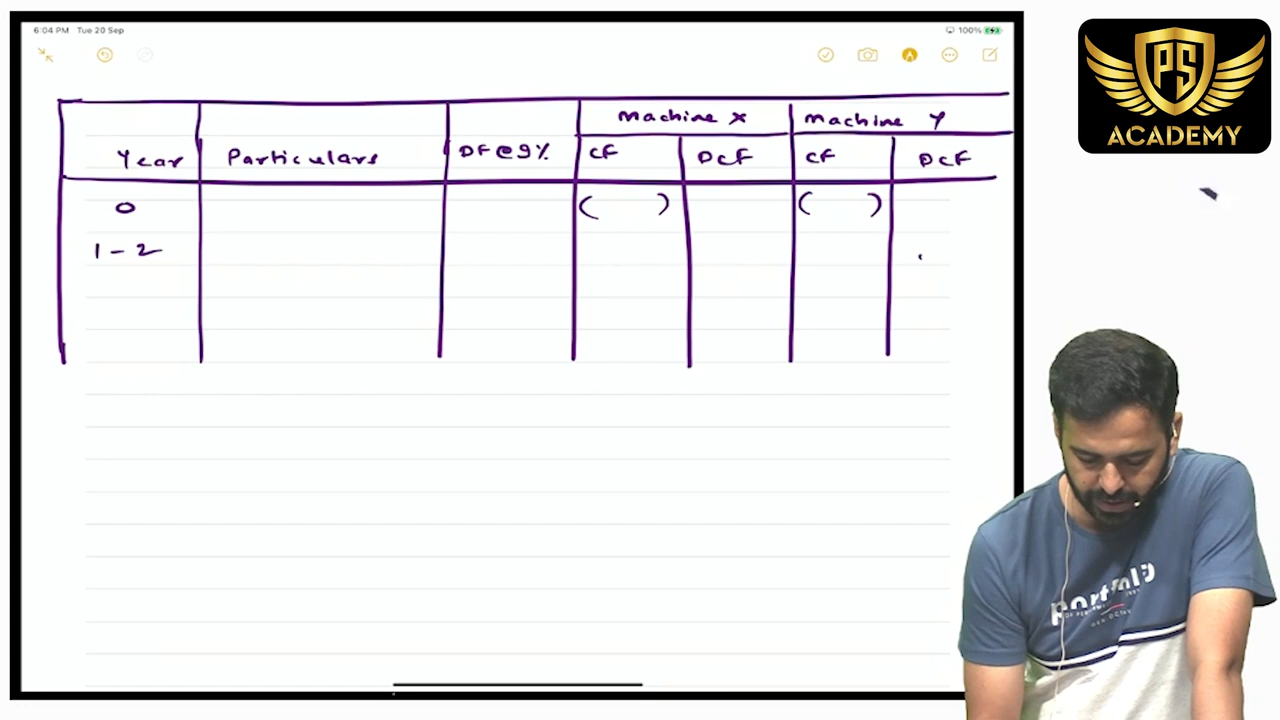 6:04 PM Tue 20 Sep
100%
PS
ACADEMY
Machine X Machine Y
Year Particulars DF@9% CF DCF CF DCF
0 ( ) ( )
1-2